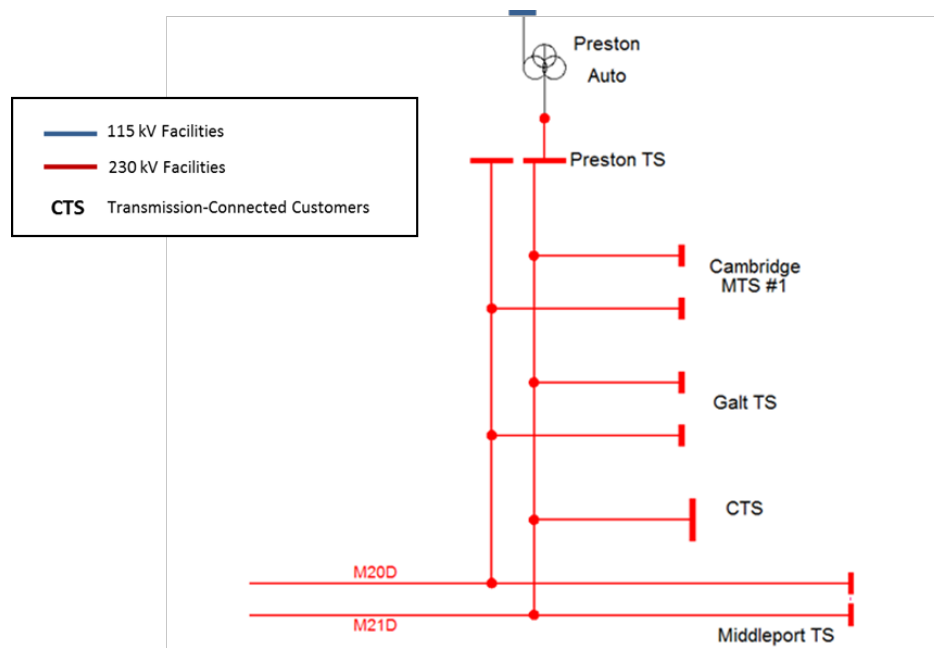 Preston
Auto
115 kV Facilities
230 kV Facilities
CTS Transmission-Connected Customers
Preston TS
Cambridge
MTS #1
Galt TS
CTS
M20D
M21D
Middleport TS